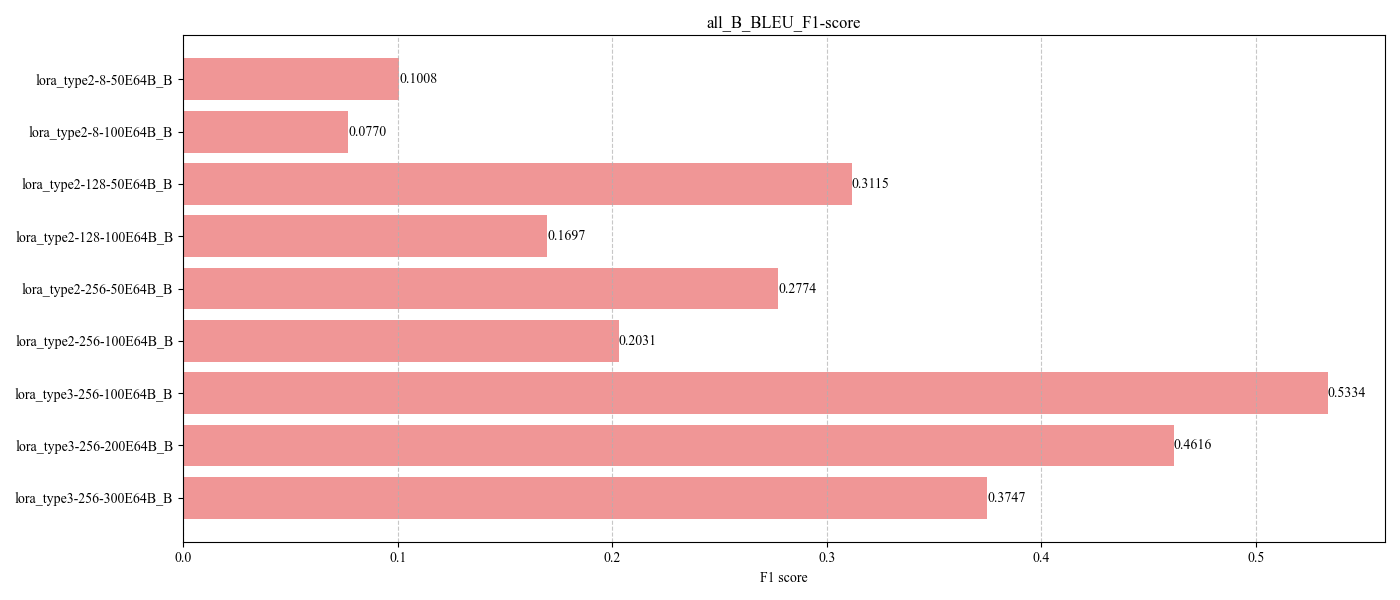 all_B_BLEU_F1-score
lora_type2-8-50E64B_B
0.1008
lora_type2-8-100E64B_B
0.0770
lora_type2-128-50E64B_B
0.3115
lora_type2-128-100E64B_B
0.1697
lora_type2-256-50E64B_B
0.2774
lora_type2-256-100E64B_B
0.2031
lora_type3-256-100E64B_B
0.5334
lora_type3-256-200E64B_B
0.4616
lora_type3-256-300E64B_B
0.3747
0.0 0.1 0.2 0.3 0.4 0.5
F1 score